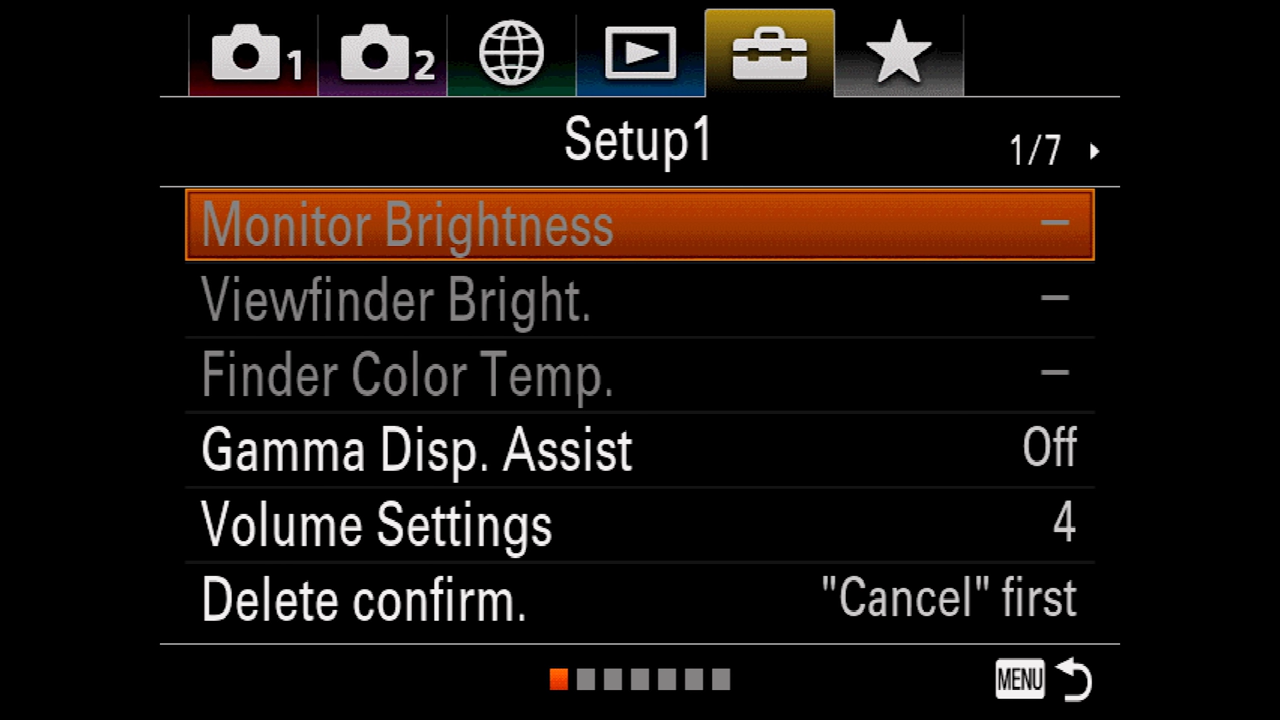 1
2
Setup1
1/7
Monitor Brightness –
Viewfinder Bright. –
Finder Color Temp. –
Gamma Disp. Assist Off
Volume Settings 4
Delete confirm. "Cancel" first
MENU